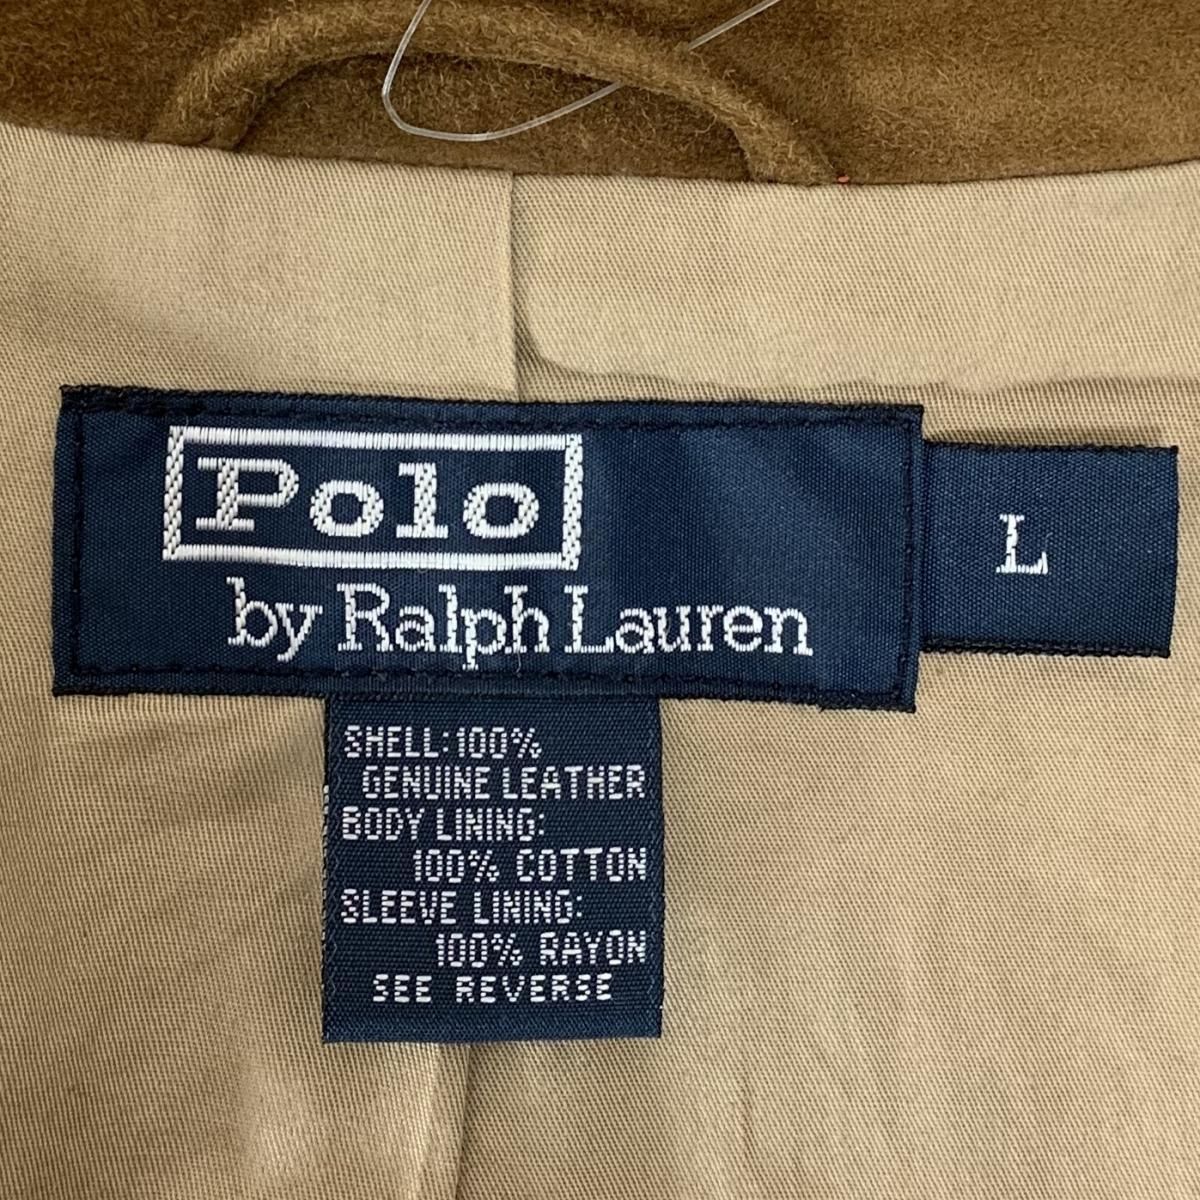 Polo
by Ralph Lauren
L
SHELL: 100%
GENUINE LEATHER
BODY LINING:
100% COTTON
SLEEVE LINING:
100% RAYON
SEE REVERSE